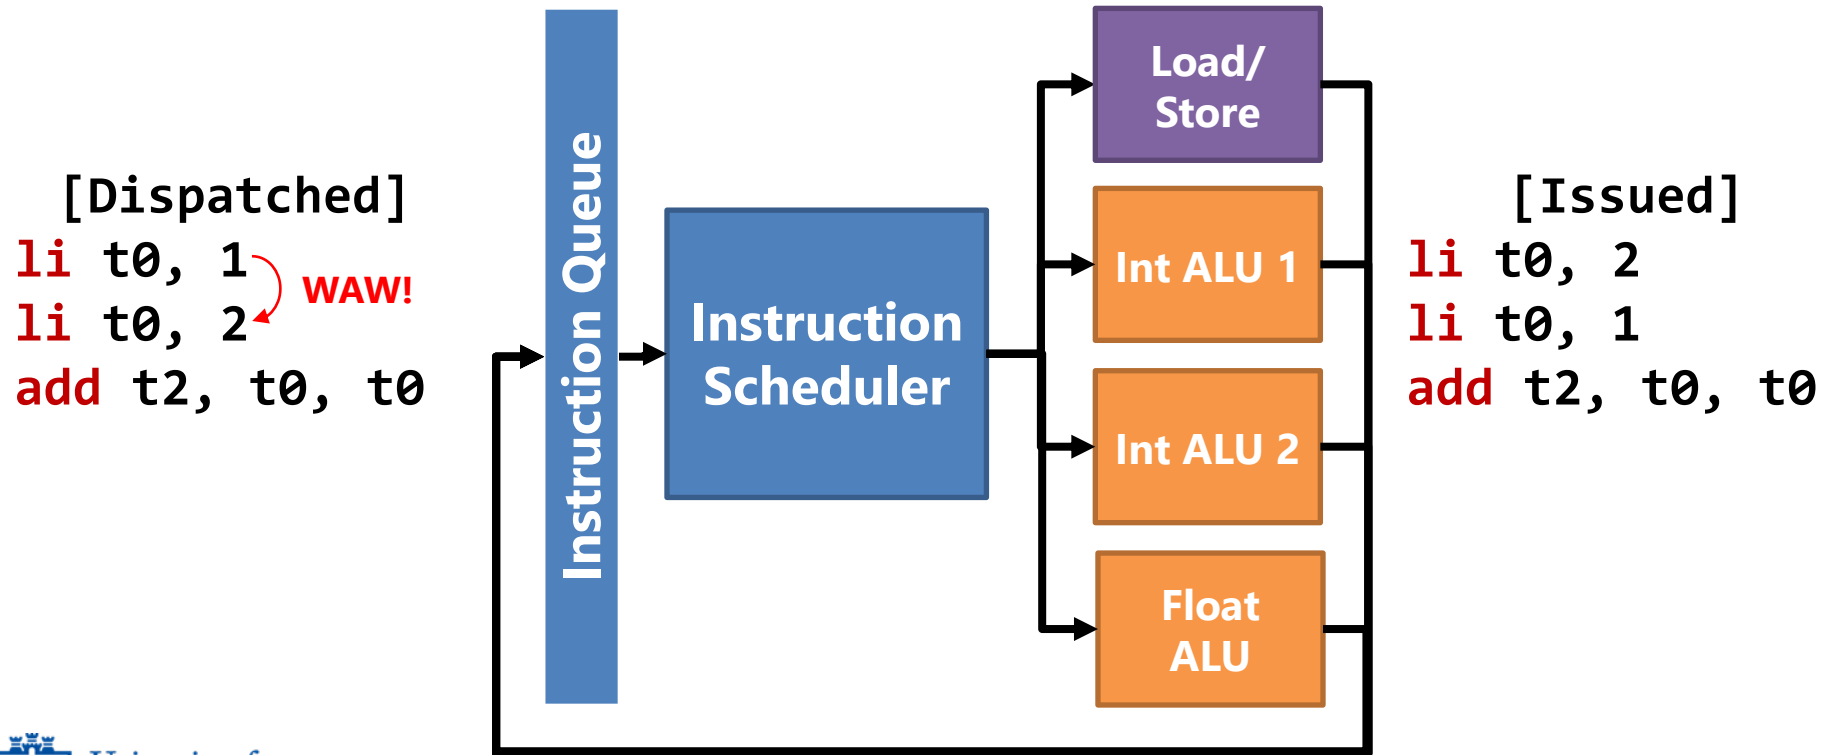 [Dispatched]
li t0, 1
WAW!
li t0, 2
add t2, t0, t0
Instruction Queue
Instruction
Scheduler
Load/
Store
Int ALU 1
Int ALU 2
Float
ALU
[Issued]
li t0, 2
li t0, 1
add t2, t0, t0